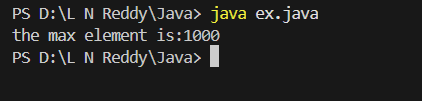 PS D:\L N Reddy\Java> java ex.java
the max element is:1000
PS D:\L N Reddy\Java>